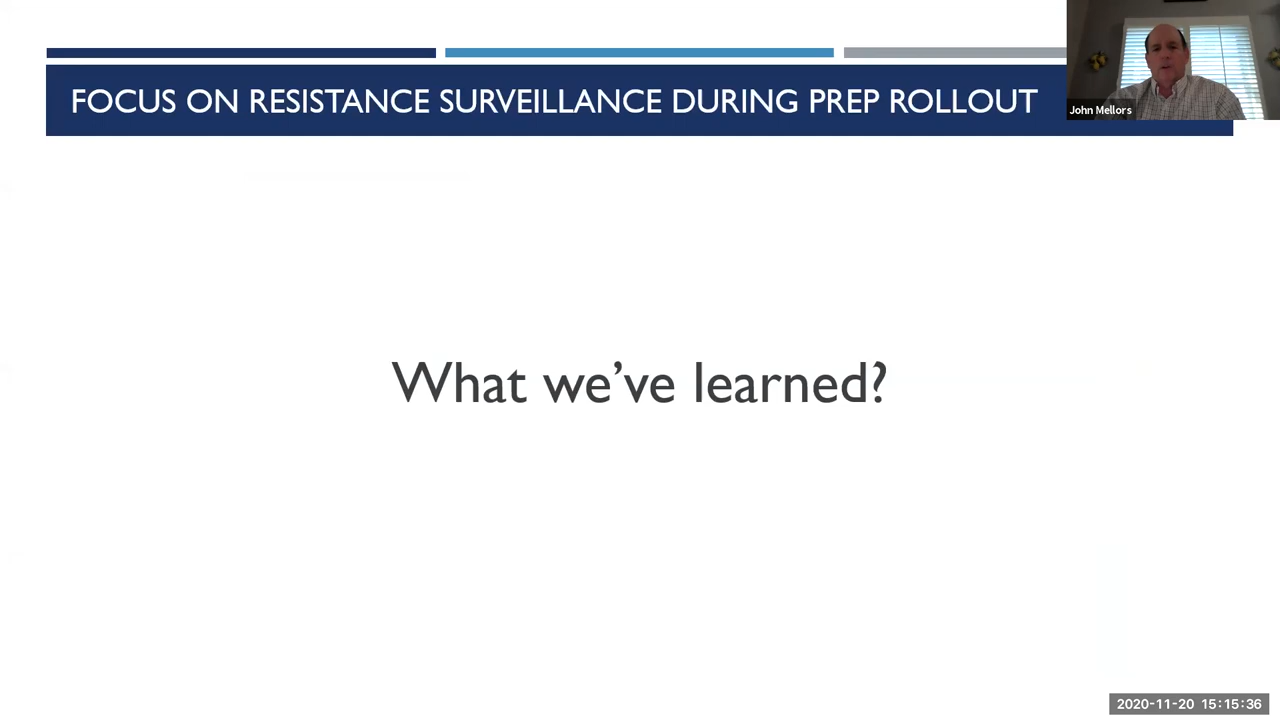 FOCUS ON RESISTANCE SURVEILLANCE DURING PREP ROLLOUT
John Mellors
What we've learned?
2020-11-20 15:15:36